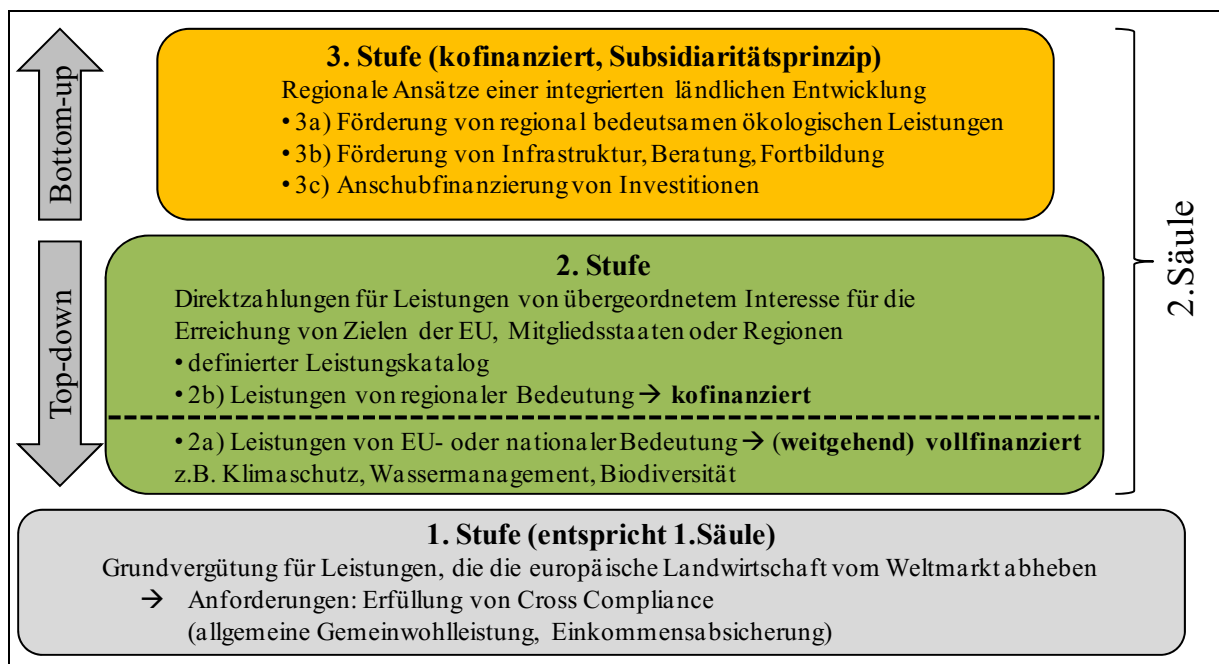 3. Stufe (kofinanziert, Subsidiaritätsprinzip)
Regionale Ansätze einer integrierten ländlichen Entwicklung
• 3a) Förderung von regional bedeutsamen ökologischen Leistungen
• 3b) Förderung von Infrastruktur, Beratung, Fortbildung
• 3c) Anschubfinanzierung von Investitionen
Bottom-up
2. Stufe
Direktzahlungen für Leistungen von übergeordnetem Interesse für die
Erreichung von Zielen der EU, Mitgliedsstaaten oder Regionen
• definierter Leistungskatalog
• 2b) Leistungen von regionaler Bedeutung → kofinanziert
• 2a) Leistungen von EU- oder nationaler Bedeutung → (weitgehend) vollfinanziert
z.B. Klimaschutz, Wassermanagement, Biodiversität
Top-down
2.Säule
1. Stufe (entspricht 1.Säule)
Grundvergütung für Leistungen, die die europäische Landwirtschaft vom Weltmarkt abheben
→ Anforderungen: Erfüllung von Cross Compliance
(allgemeine Gemeinwohlleistung, Einkommensabsicherung)